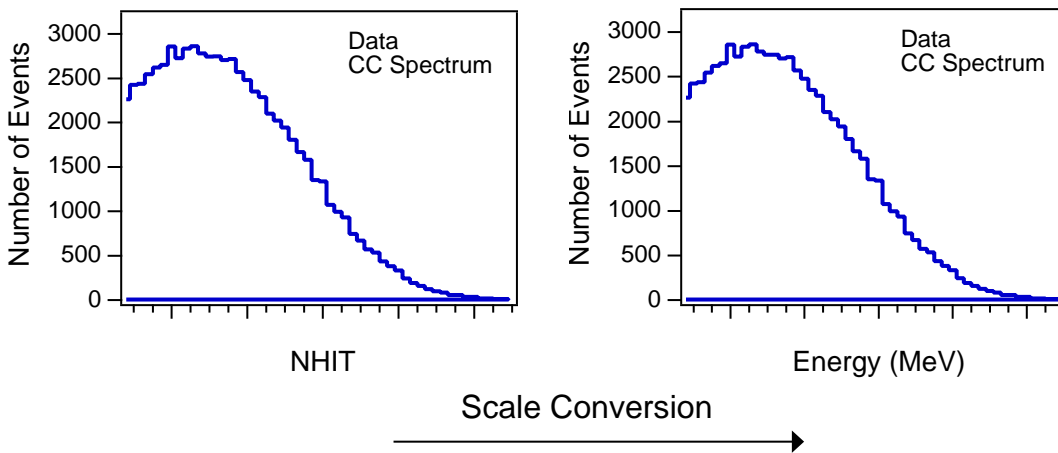 Number of Events
3000
2500
2000
1500
1000
500
0
Data
CC Spectrum
NHIT
Number of Events
3000
2500
2000
1500
1000
500
0
Data
CC Spectrum
Energy (MeV)
Scale Conversion